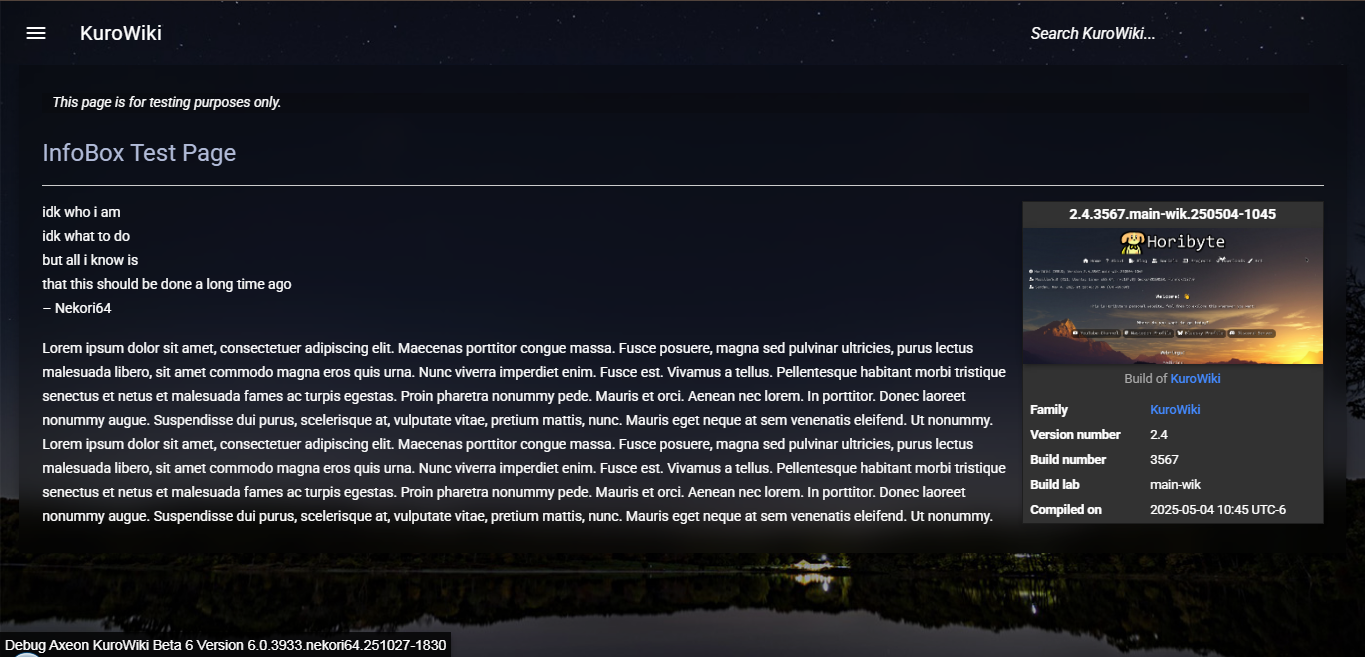 KuroWiki
Search KuroWiki...
This page is for testing purposes only.
InfoBox Test Page
idk who i am
idk what to do
but all i know is
that this should be done a long time ago
– Nekori64
Lorem ipsum dolor sit amet, consectetuer adipiscing elit. Maecenas porttitor congue massa. Fusce posuere, magna sed pulvinar ultricies, purus lectus
malesuada libero, sit amet commodo magna eros quis urna. Nunc viverra imperdiet enim. Fusce est. Vivamus a tellus. Pellentesque habitant morbi tristique
senectus et netus et malesuada fames ac turpis egestas. Proin pharetra nonummy pede. Mauris et orci. Aenean nec lorem. In porttitor. Donec laoreet
nonummy augue. Suspendisse dui purus, scelerisque at, vulputate vitae, pretium mattis, nunc. Mauris eget neque at sem venenatis eleifend. Ut nonummy.
Lorem ipsum dolor sit amet, consectetuer adipiscing elit. Maecenas porttitor congue massa. Fusce posuere, magna sed pulvinar ultricies, purus lectus
malesuada libero, sit amet commodo magna eros quis urna. Nunc viverra imperdiet enim. Fusce est. Vivamus a tellus. Pellentesque habitant morbi tristique
senectus et netus et malesuada fames ac turpis egestas. Proin pharetra nonummy pede. Mauris et orci. Aenean nec lorem. In porttitor. Donec laoreet
nonummy augue. Suspendisse dui purus, scelerisque at, vulputate vitae, pretium mattis, nunc. Mauris eget neque at sem venenatis eleifend. Ut nonummy.
2.4.3567.main-wik.250504-1045
Horibyte
Welcome!
Build of KuroWiki
Family KuroWiki
Version number 2.4
Build number 3567
Build lab main-wik
Compiled on 2025-05-04 10:45 UTC-6
Debug Axeon KuroWiki Beta 6 Version 6.0.3933.nekori64.251027-1830